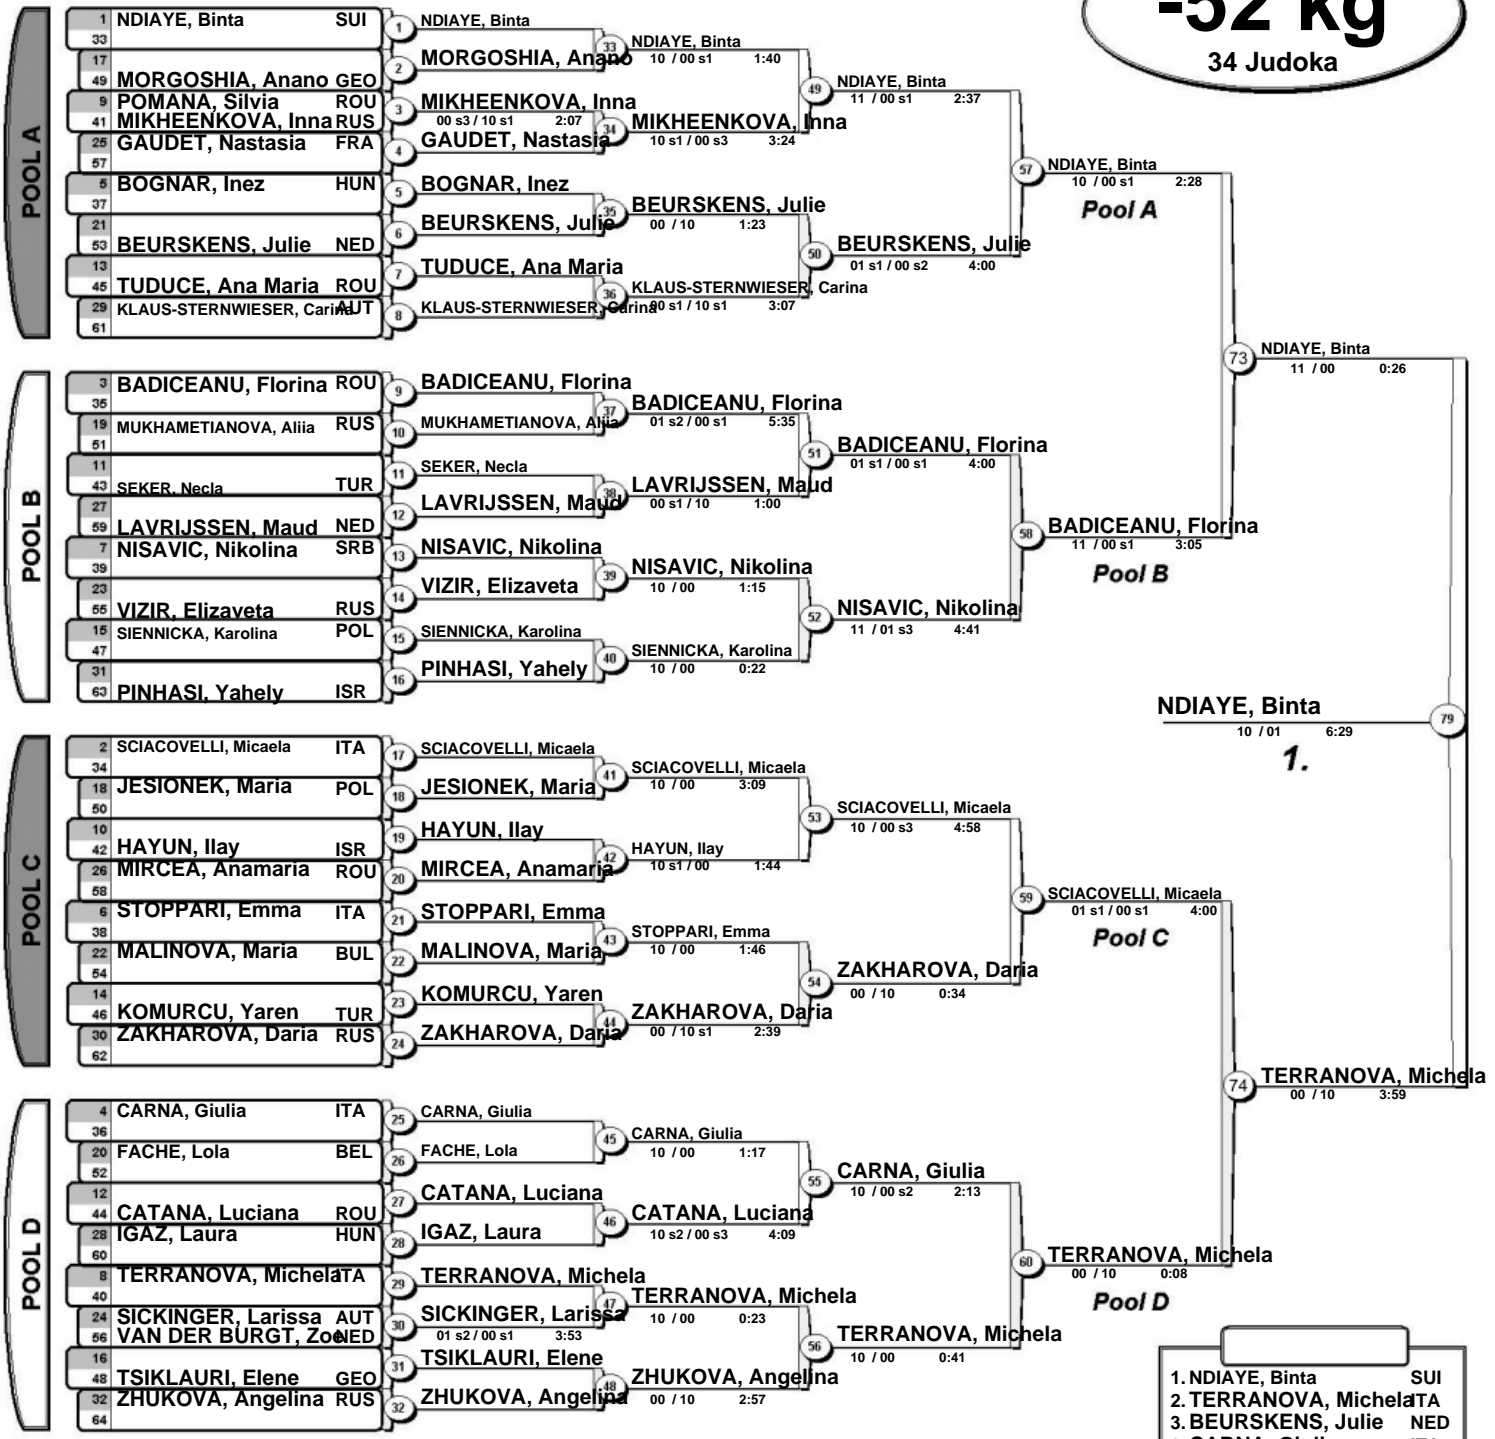 -52 kg
34 Judoka
POOL A
1 NDIAYE, Binta SUI
33
17
49 MORGOSHIA, Anano GEO
9 POMANA, Silvia ROU
41 MIKHEENKOVA, Inna RUS
25 GAUDET, Nastasia FRA
57
5 BOGNAR, Inez HUN
37
21
53 BEURSKENS, Julie NED
13
45 TUDUCE, Ana Maria ROU
29 KLAUS-STERNWIESER, Carina AUT
61
1 NDIAYE, Binta
2 MORGOSHIA, Anano
3 MIKHEENKOVA, Inna
00 s3 / 10 s1 2:07
4 GAUDET, Nastasia
5 BOGNAR, Inez
6 BEURSKENS, Julie
7 TUDUCE, Ana Maria
8 KLAUS-STERNWIESER, Carina
33 NDIAYE, Binta
10 / 00 s1 1:40
34 MIKHEENKOVA, Inna
10 s1 / 00 s3 3:24
35 BEURSKENS, Julie
00 / 10 1:23
36 KLAUS-STERNWIESER, Carina
00 s1 / 10 s1 3:07
49 NDIAYE, Binta
11 / 00 s1 2:37
50 BEURSKENS, Julie
01 s1 / 00 s2 4:00
57 NDIAYE, Binta
10 / 00 s1 2:28
Pool A
POOL B
3 BADICEANU, Florina ROU
35
19 MUKHAMETIANOVA, Aliia RUS
51
11
43 SEKER, Necla TUR
27
59 LAVRIJSSEN, Maud NED
7 NISAVIC, Nikolina SRB
39
23
55 VIZIR, Elizaveta RUS
15 SIENNICKA, Karolina POL
47
31
63 PINHASI, Yahely ISR
9 BADICEANU, Florina
10 MUKHAMETIANOVA, Aliia
11 SEKER, Necla
12 LAVRIJSSEN, Maud
13 NISAVIC, Nikolina
14 VIZIR, Elizaveta
15 SIENNICKA, Karolina
16 PINHASI, Yahely
37 BADICEANU, Florina
01 s2 / 00 s1 5:35
38 LAVRIJSSEN, Maud
00 s1 / 10 1:00
39 NISAVIC, Nikolina
10 / 00 1:15
40 SIENNICKA, Karolina
10 / 00 0:22
51 BADICEANU, Florina
01 s1 / 00 s1 4:00
52 NISAVIC, Nikolina
11 / 01 s3 4:41
58 BADICEANU, Florina
11 / 00 s1 3:05
Pool B
73 NDIAYE, Binta
11 / 00 0:26
NDIAYE, Binta 79
10 / 01 6:29
1.
POOL C
2 SCIACOVELLI, Micaela ITA
34
18 JESIONEK, Maria POL
50
10
42 HAYUN, Ilay ISR
26 MIRCEA, Anamaria ROU
58
6 STOPPARI, Emma ITA
38
22 MALINOVA, Maria BUL
54
14
46 KOMURCU, Yaren TUR
30 ZAKHAROVA, Daria RUS
62
17 SCIACOVELLI, Micaela
18 JESIONEK, Maria
19 HAYUN, Ilay
20 MIRCEA, Anamaria
21 STOPPARI, Emma
22 MALINOVA, Maria
23 KOMURCU, Yaren
24 ZAKHAROVA, Daria
41 SCIACOVELLI, Micaela
10 / 00 3:09
42 HAYUN, Ilay
10 s1 / 00 1:44
43 STOPPARI, Emma
10 / 00 1:46
44 ZAKHAROVA, Daria
00 / 10 s1 2:39
53 SCIACOVELLI, Micaela
10 / 00 s3 4:58
54 ZAKHAROVA, Daria
00 / 10 0:34
59 SCIACOVELLI, Micaela
01 s1 / 00 s1 4:00
Pool C
POOL D
4 CARNA, Giulia ITA
36
20 FACHE, Lola BEL
52
12
44 CATANA, Luciana ROU
28 IGAZ, Laura HUN
60
8 TERRANOVA, Michela ITA
40
24 SICKINGER, Larissa AUT
56 VAN DER BURGT, Zoe NED
16
48 TSIKLAURI, Elene GEO
32 ZHUKOVA, Angelina RUS
64
25 CARNA, Giulia
26 FACHE, Lola
27 CATANA, Luciana
28 IGAZ, Laura
29 TERRANOVA, Michela
30 SICKINGER, Larissa
01 s2 / 00 s1 3:53
31 TSIKLAURI, Elene
32 ZHUKOVA, Angelina
45 CARNA, Giulia
10 / 00 1:17
46 CATANA, Luciana
10 s2 / 00 s3 4:09
47 TERRANOVA, Michela
10 / 00 0:23
48 ZHUKOVA, Angelina
00 / 10 2:57
55 CARNA, Giulia
10 / 00 s2 2:13
56 TERRANOVA, Michela
10 / 00 0:41
60 TERRANOVA, Michela
00 / 10 0:08
Pool D
74 TERRANOVA, Michela
00 / 10 3:59
1. NDIAYE, Binta SUI
2. TERRANOVA, Michela ITA
3. BEURSKENS, Julie NED